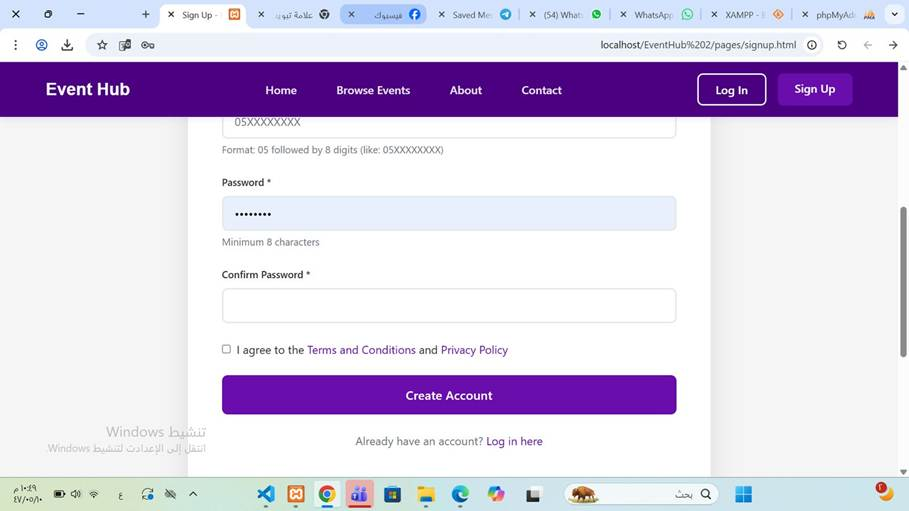 Sign Up -
علامة تبويب
فيسبوك
Saved Mes
(54) What
WhatsApp
XAMPP - E
phpMyAd
localhost/EventHub%202/pages/signup.html
Event Hub
Home
Browse Events
About
Contact
Log In
Sign Up
05XXXXXXXX
Format: 05 followed by 8 digits (like: 05XXXXXXXX)
Password *
••••••••
Minimum 8 characters
Confirm Password *
I agree to the Terms and Conditions and Privacy Policy
Create Account
Already have an account? Log in here
تنشيط Windows
انتقل إلى الإعدادات لتنشيط Windows.
١٠:٤٩ م
٤٧/٠٥/١٠
ع
بحث